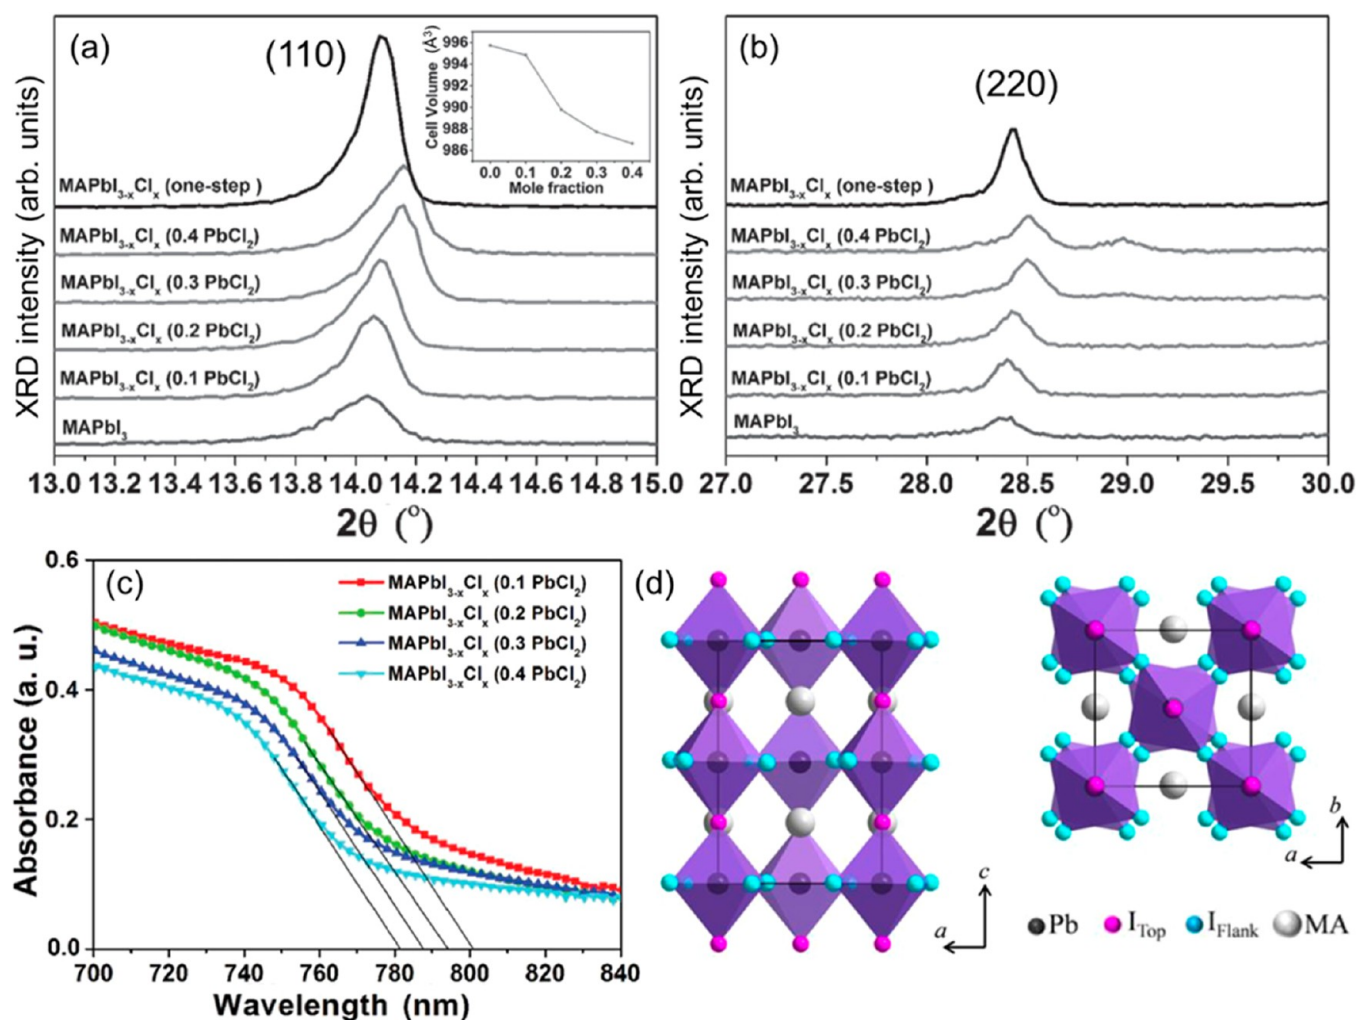 (a)
(110)
XRD intensity (arb. units)
MAPbI₃₋ₓClₓ (one-step )
MAPbI₃₋ₓClₓ (0.4 PbCl₂)
MAPbI₃₋ₓClₓ (0.3 PbCl₂)
MAPbI₃₋ₓClₓ (0.2 PbCl₂)
MAPbI₃₋ₓClₓ (0.1 PbCl₂)
MAPbI₃
13.0 13.2 13.4 13.6 13.8 14.0 14.2 14.4 14.6 14.8 15.0
2θ (°)
Cell Volume (Å³)
996
994
992
990
988
986
0.0 0.1 0.2 0.3 0.4
Mole fraction
(b)
(220)
XRD intensity (arb. units)
MAPbI₃₋ₓClₓ (one-step )
MAPbI₃₋ₓClₓ (0.4 PbCl₂)
MAPbI₃₋ₓClₓ (0.3 PbCl₂)
MAPbI₃₋ₓClₓ (0.2 PbCl₂)
MAPbI₃₋ₓClₓ (0.1 PbCl₂)
MAPbI₃
27.0 27.5 28.0 28.5 29.0 29.5 30.0
2θ (°)
(c)
Absorbance (a. u.)
0.6
0.4
0.2
0.0
MAPbI₃₋ₓClₓ (0.1 PbCl₂)
MAPbI₃₋ₓClₓ (0.2 PbCl₂)
MAPbI₃₋ₓClₓ (0.3 PbCl₂)
MAPbI₃₋ₓClₓ (0.4 PbCl₂)
700 720 740 760 780 800 820 840
Wavelength (nm)
(d)
c
a
b
a
Pb I_Top I_Flank MA